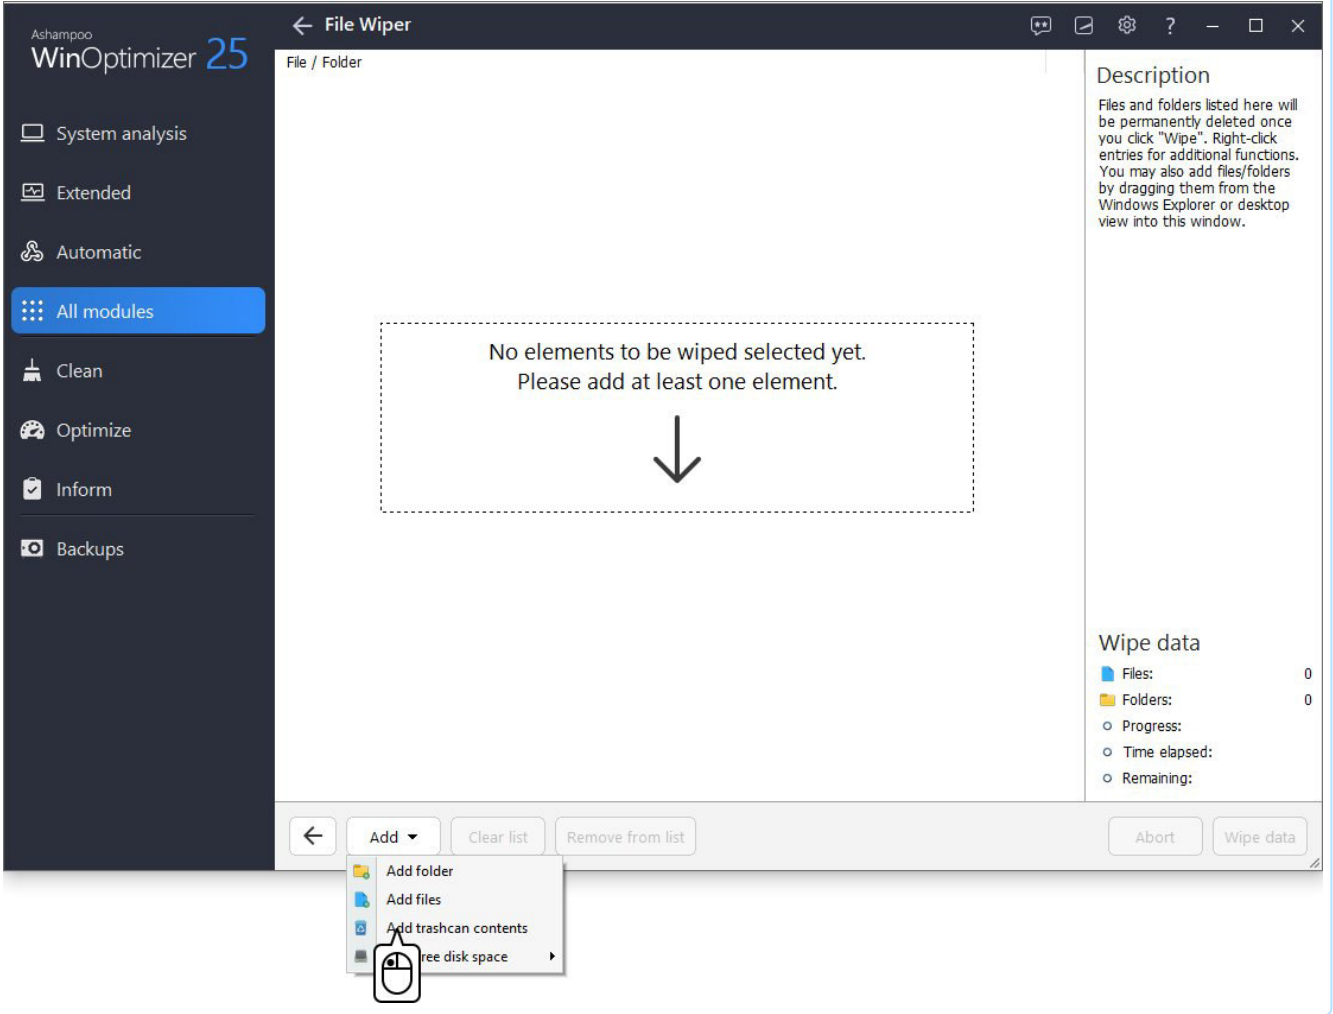 Ashampoo
WinOptimizer 25
File Wiper
?
System analysis
Extended
Automatic
All modules
Clean
Optimize
Inform
Backups
File / Folder
No elements to be wiped selected yet.
Please add at least one element.
Description
Files and folders listed here will
be permanently deleted once
you click "Wipe". Right-click
entries for additional functions.
You may also add files/folders
by dragging them from the
Windows Explorer or desktop
view into this window.
Wipe data
Files: 0
Folders: 0
Progress:
Time elapsed:
Remaining:
Add
Clear list
Remove from list
Abort
Wipe data
Add folder
Add files
Add trashcan contents
ree disk space